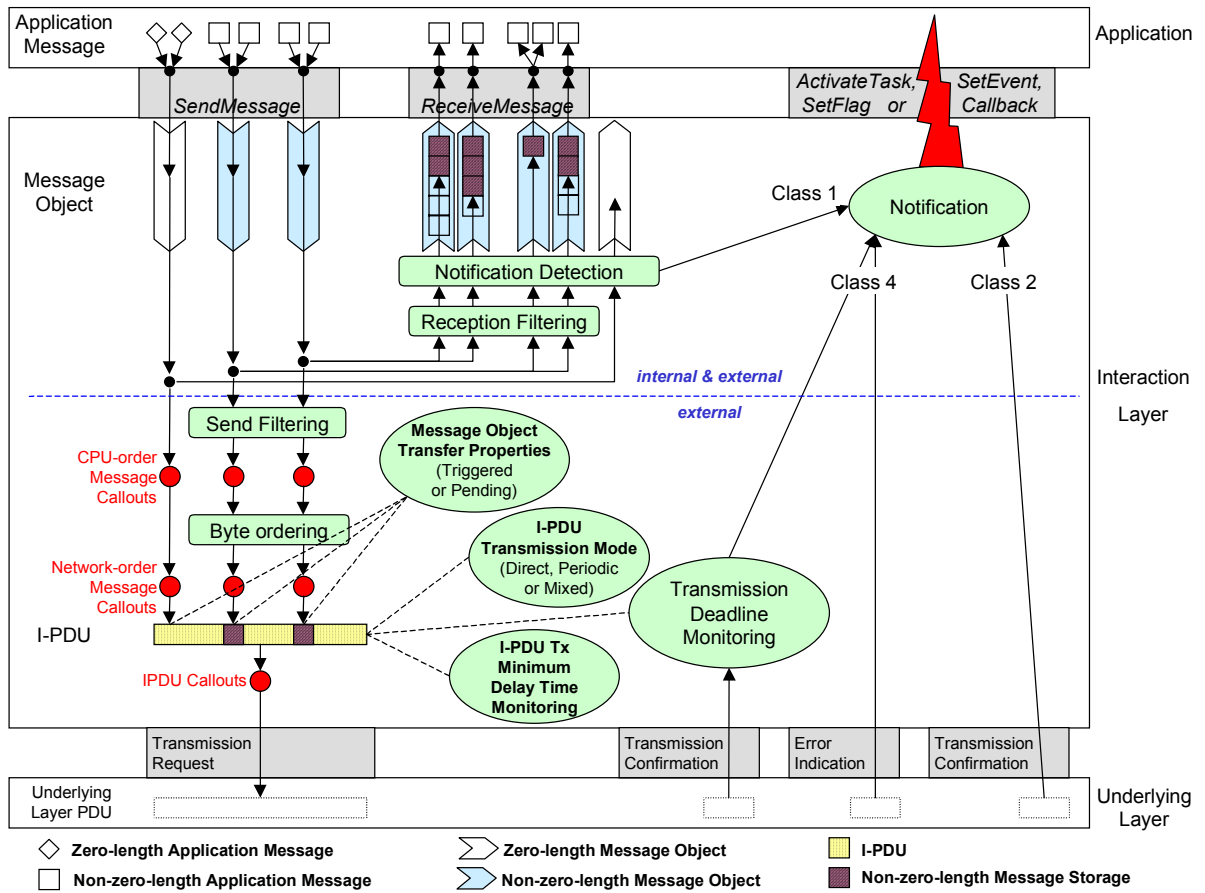 Application
Message
Application
SendMessage
ReceiveMessage
ActivateTask, SetEvent,
SetFlag or Callback
Message
Object
Class 1
Notification
Notification Detection
Class 4
Class 2
Reception Filtering
internal & external
Interaction
Layer
external
Send Filtering
Message Object
Transfer Properties
(Triggered
or Pending)
CPU-order
Message
Callouts
Byte ordering
I-PDU
Transmission Mode
(Direct, Periodic
or Mixed)
Network-order
Message
Callouts
Transmission
Deadline
Monitoring
I-PDU
I-PDU Tx
Minimum
Delay Time
Monitoring
IPDU Callouts
Transmission
Request
Transmission
Confirmation
Error
Indication
Transmission
Confirmation
Underlying
Layer PDU
Underlying
Layer
Zero-length Application Message
Zero-length Message Object
I-PDU
Non-zero-length Application Message
Non-zero-length Message Object
Non-zero-length Message Storage